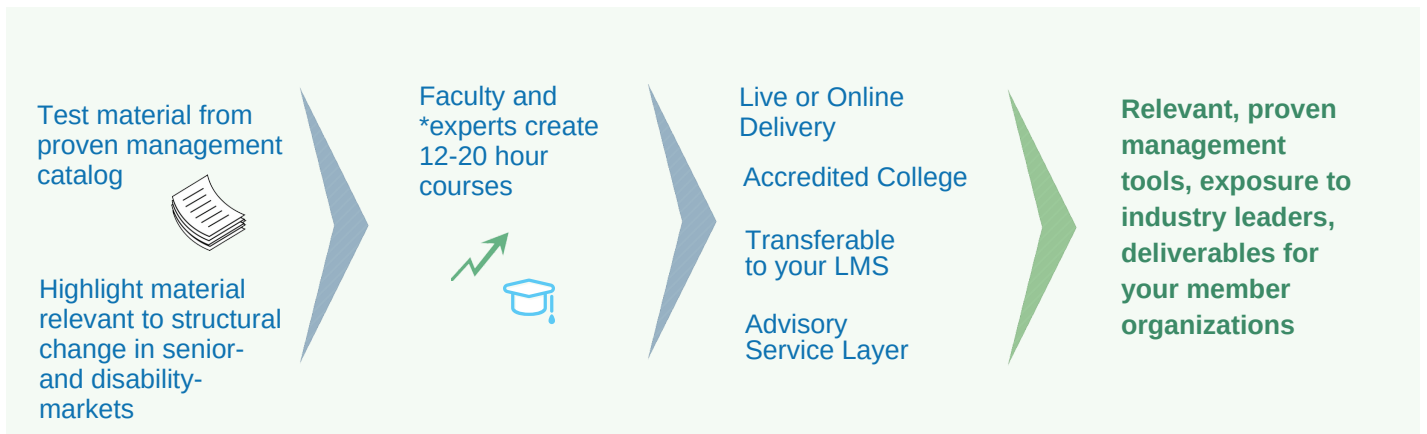 Test material from
proven management
catalog
Highlight material
relevant to structural
change in senior-
and disability-
markets
Faculty and
*experts create
12-20 hour
courses
Live or Online
Delivery
Accredited College
Transferable
to your LMS
Advisory
Service Layer
Relevant, proven
management
tools, exposure to
industry leaders,
deliverables for
your member
organizations